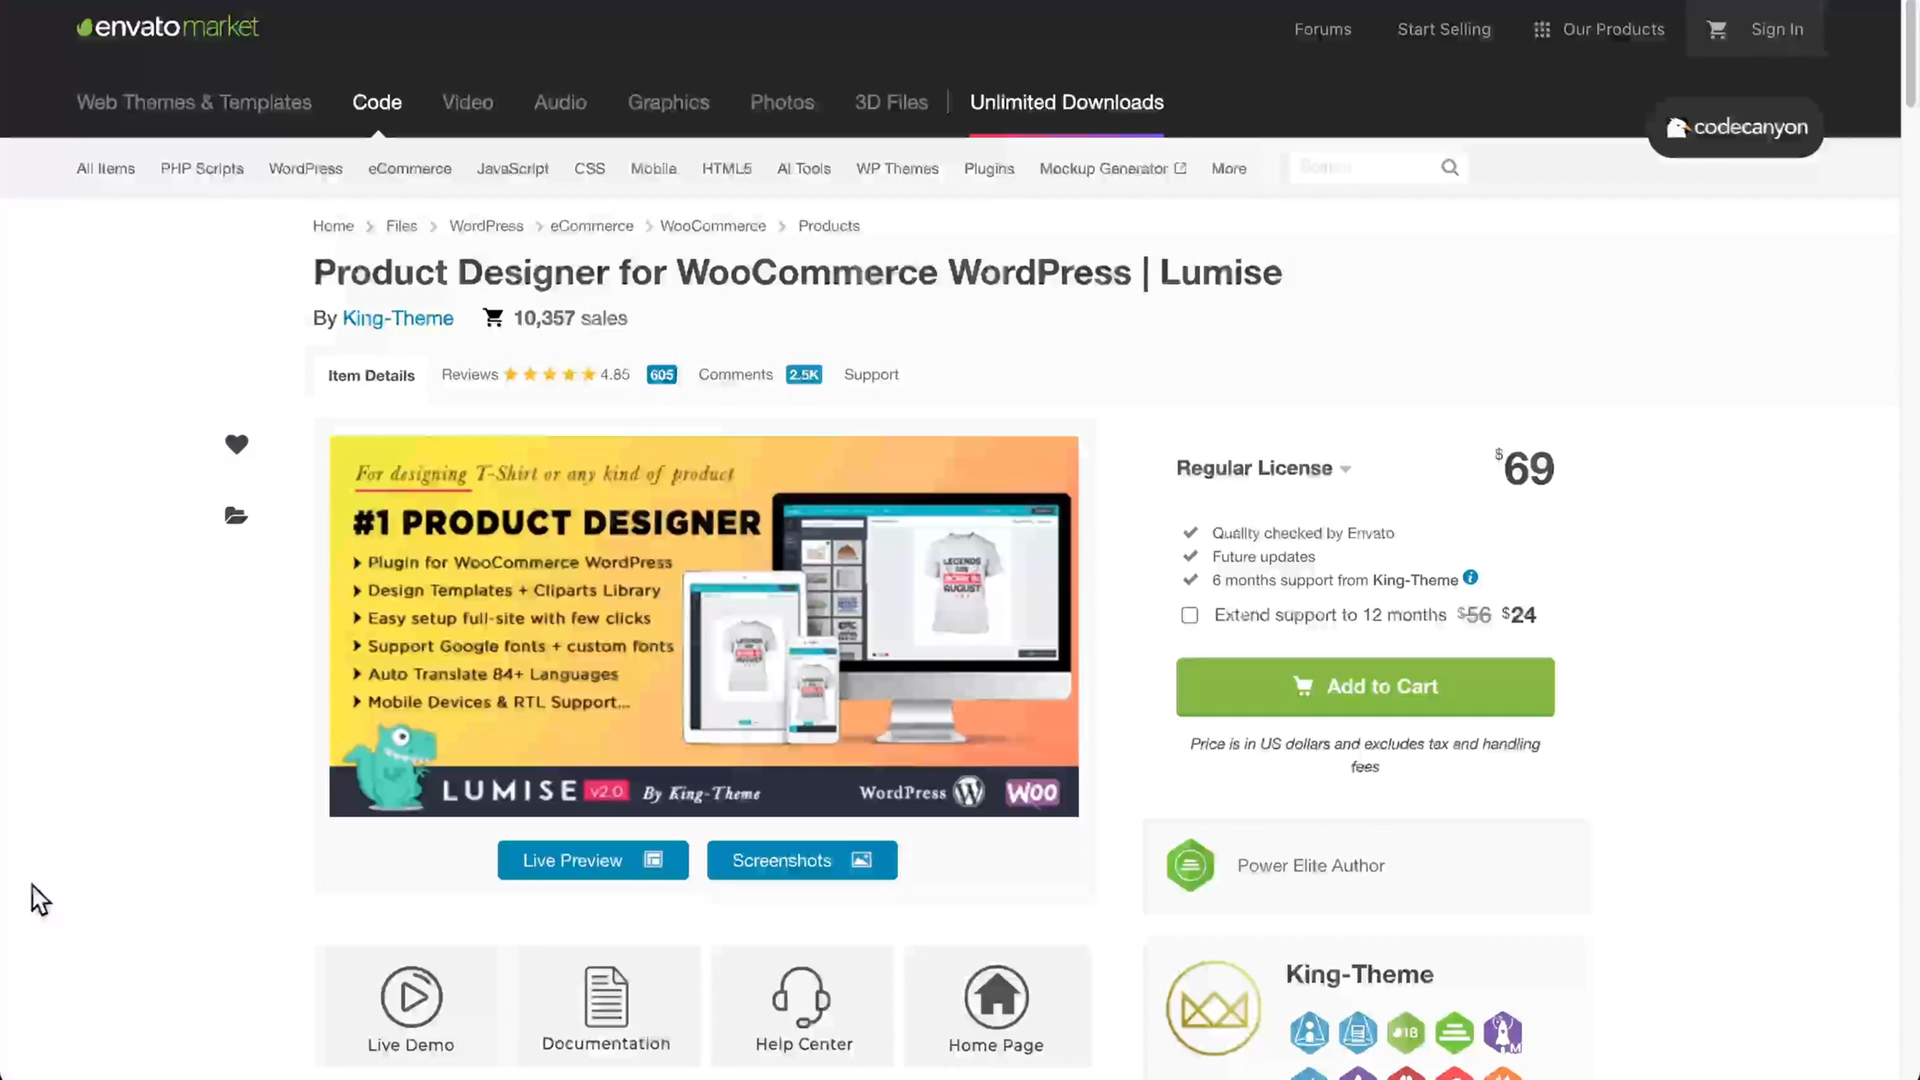 envatomarket
Forums
Start Selling
Our Products
Sign In
Web Themes & Templates
Code
Video
Audio
Graphics
Photos
3D Files
Unlimited Downloads
codecanyon
All Items
PHP Scripts
WordPress
eCommerce
JavaScript
CSS
Mobile
HTML5
AI Tools
WP Themes
Plugins
Mockup Generator
More
Home > Files > WordPress > eCommerce > WooCommerce > Products
Product Designer for WooCommerce WordPress | Lumise
By King-Theme
10,357 sales
Item Details
Reviews
4.85
605
Comments
2.5K
Support
For designing T-Shirt or any kind of product
#1 PRODUCT DESIGNER
Plugin for WooCommerce WordPress
Design Templates + Cliparts Library
Easy setup full-site with few clicks
Support Google fonts + custom fonts
Auto Translate 84+ Languages
Mobile Devices & RTL Support...
LUMISE v2.0 By King-Theme
WordPress
WOO
LEGENDS
ARE
BORN IN
AUGUST
Live Preview
Screenshots
Live Demo
Documentation
Help Center
Home Page
Regular License
$69
Quality checked by Envato
Future updates
6 months support from King-Theme
Extend support to 12 months $56 $24
Add to Cart
Price is in US dollars and excludes tax and handling
fees
Power Elite Author
King-Theme